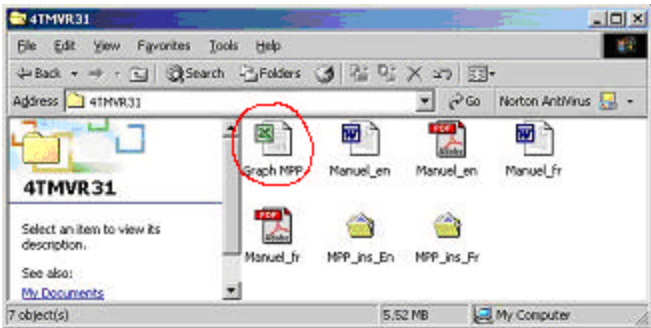 4TMVR31
File Edit View Favorites Tools Help
Back Search Folders
Address 4TMVR31 Go Norton AntiVirus
Graph MPP Manuel_en Manuel_en Manuel_fr
4TMVR31
Select an item to view its
description.
Manuel_fr MPP_ins_En MPP_ins_Fr
See also:
My Documents
7 object(s) 5.52 MB My Computer